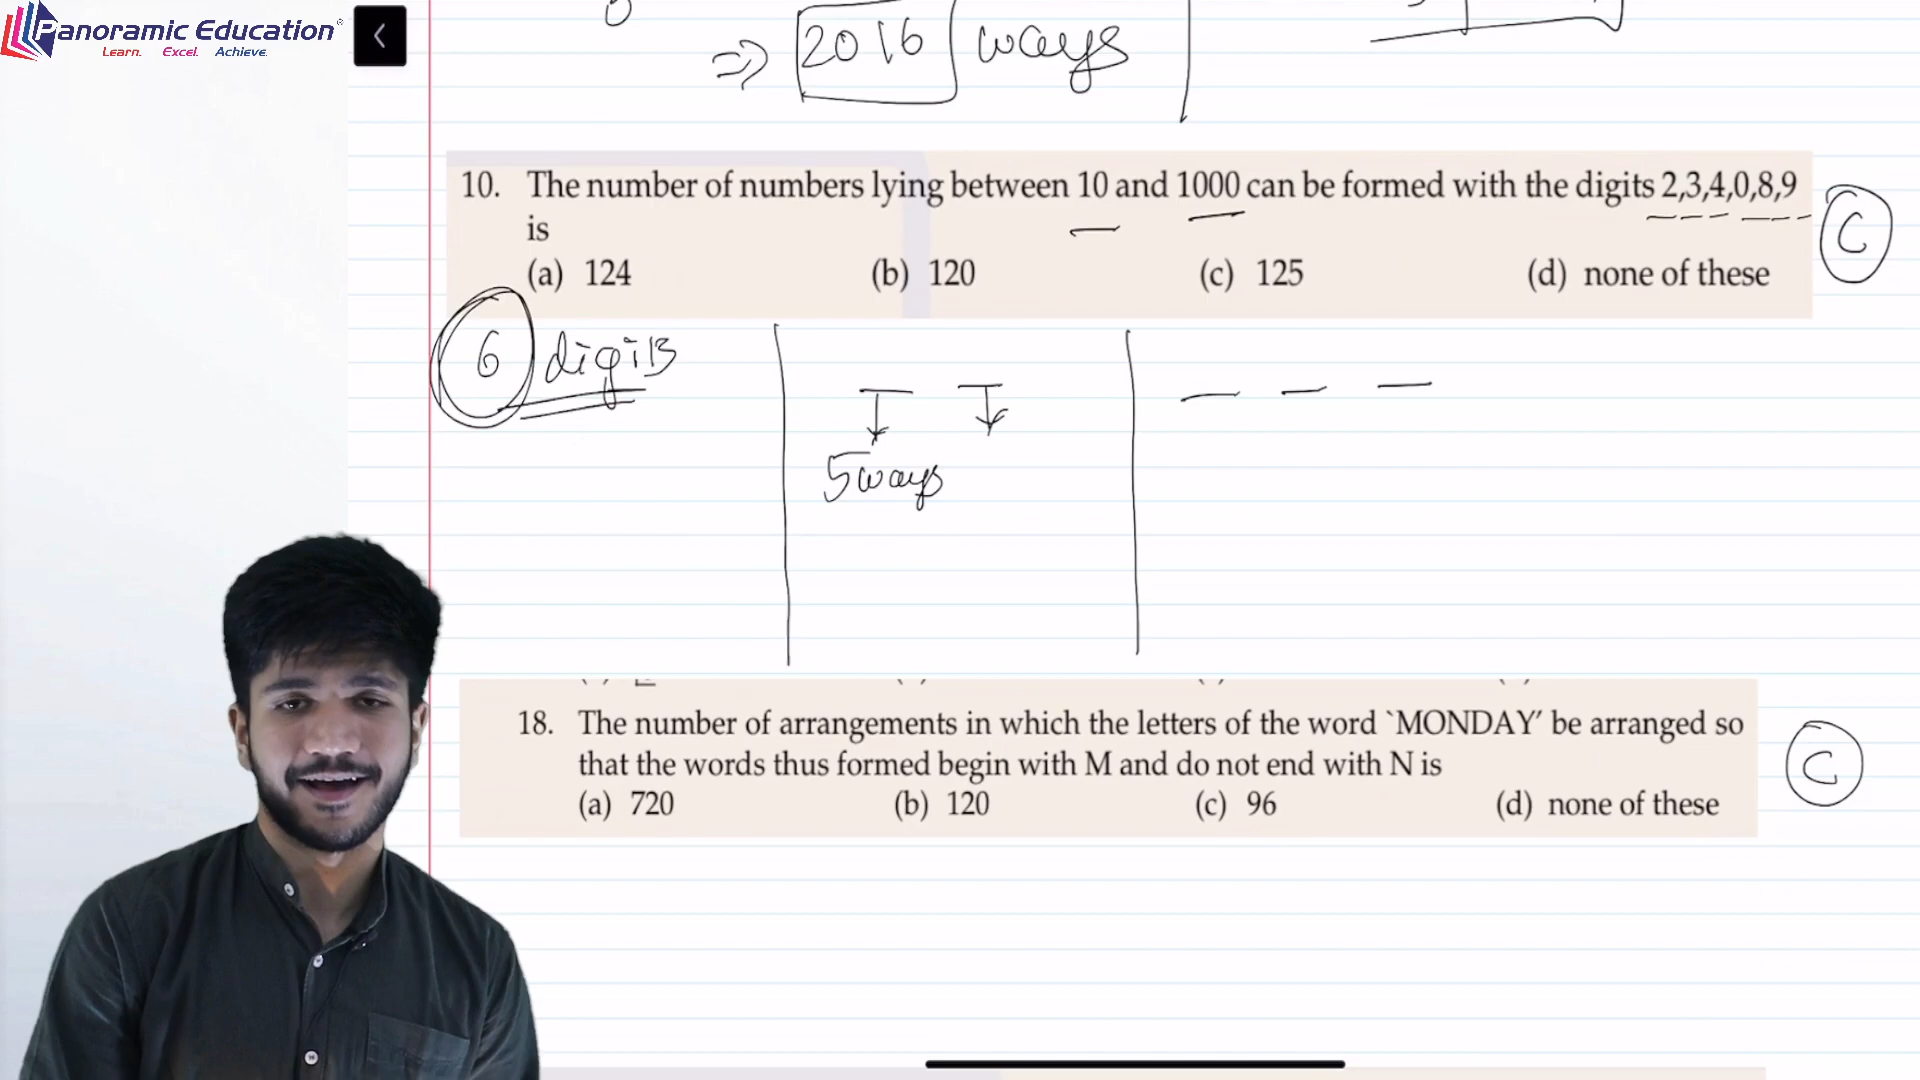 Panoramic Education®
Learn. Excel. Achieve.
=> 2016 ways
10. The number of numbers lying between 10 and 1000 can be formed with the digits 2,3,4,0,8,9
is
(a) 124 (b) 120 (c) 125 (d) none of these
C
6 digits
5 ways
18. The number of arrangements in which the letters of the word `MONDAY' be arranged so
that the words thus formed begin with M and do not end with N is
(a) 720 (b) 120 (c) 96 (d) none of these
C